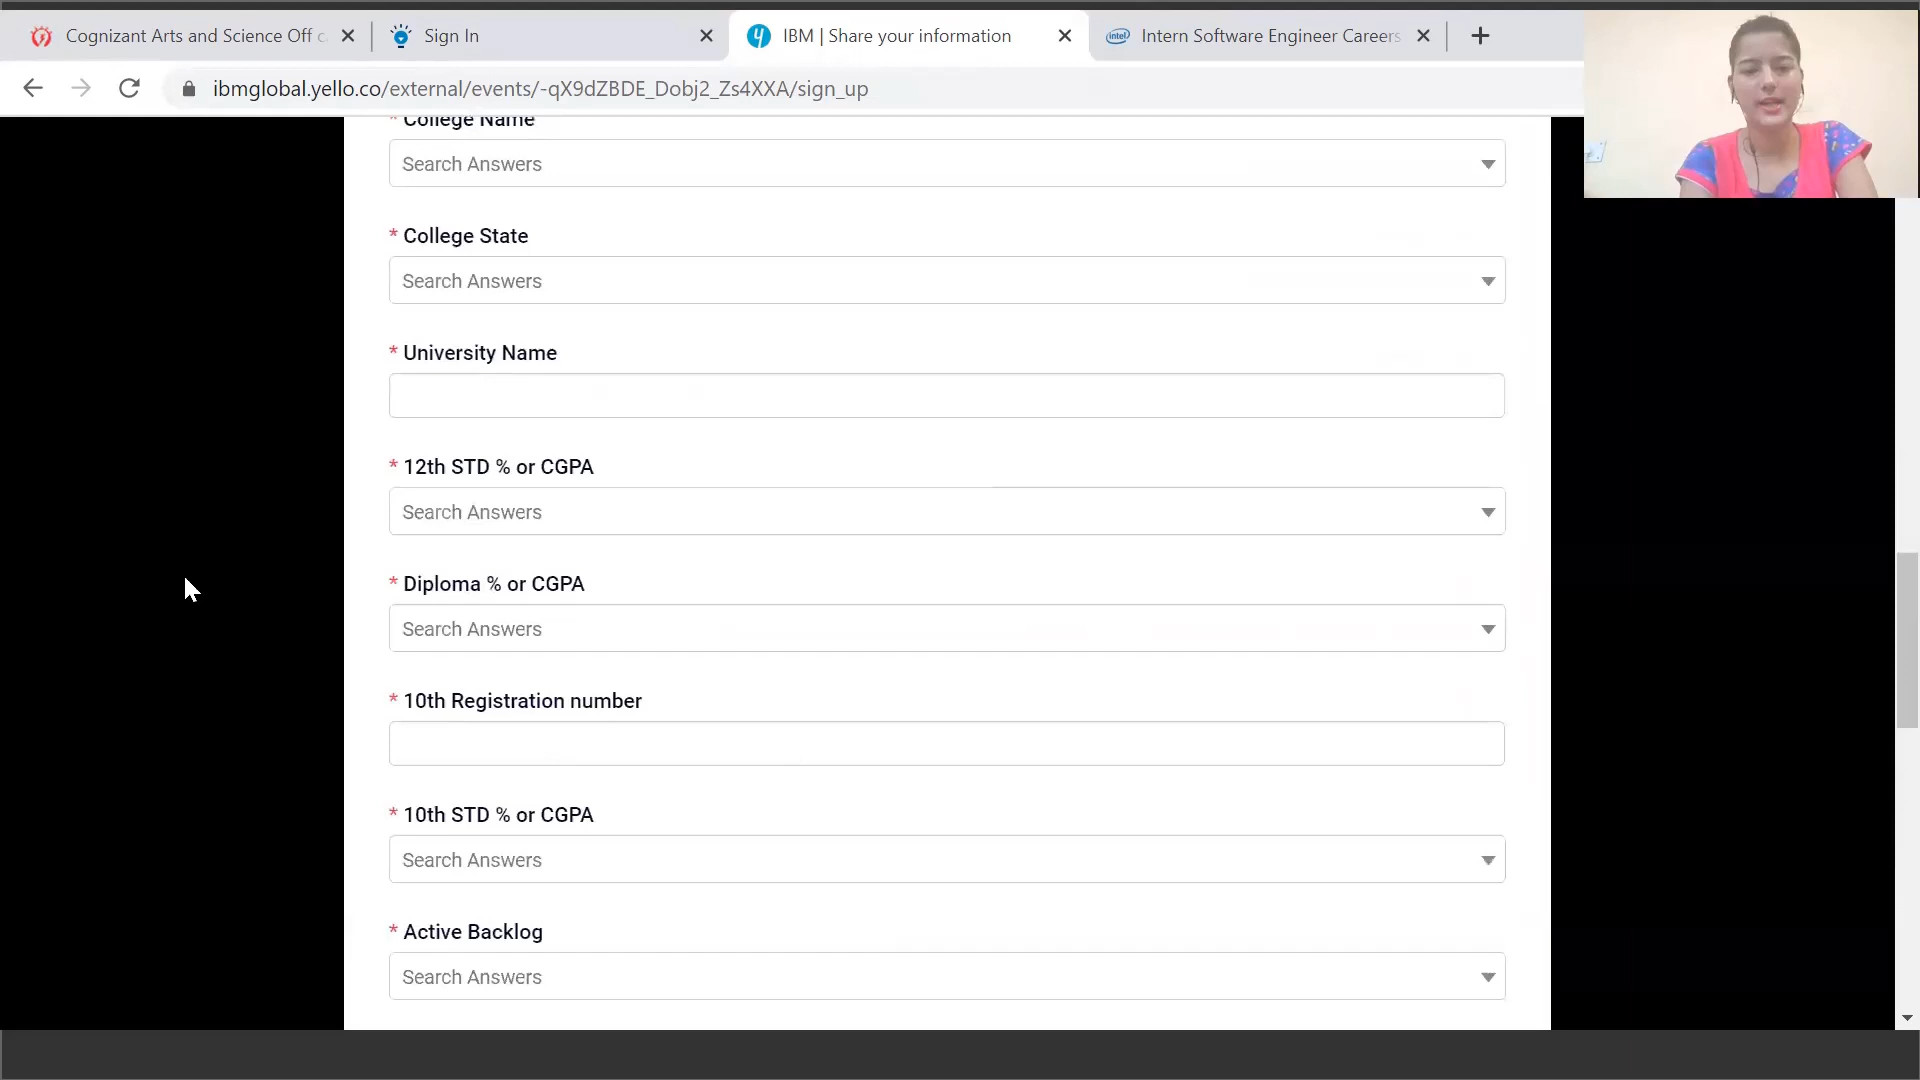 Cognizant Arts and Science Off c
Sign In
IBM | Share your information
Intern Software Engineer Careers
ibmglobal.yello.co/external/events/-qX9dZBDE_Dobj2_Zs4XXA/sign_up
* College Name
Search Answers
* College State
Search Answers
* University Name
* 12th STD % or CGPA
Search Answers
* Diploma % or CGPA
Search Answers
* 10th Registration number
* 10th STD % or CGPA
Search Answers
* Active Backlog
Search Answers